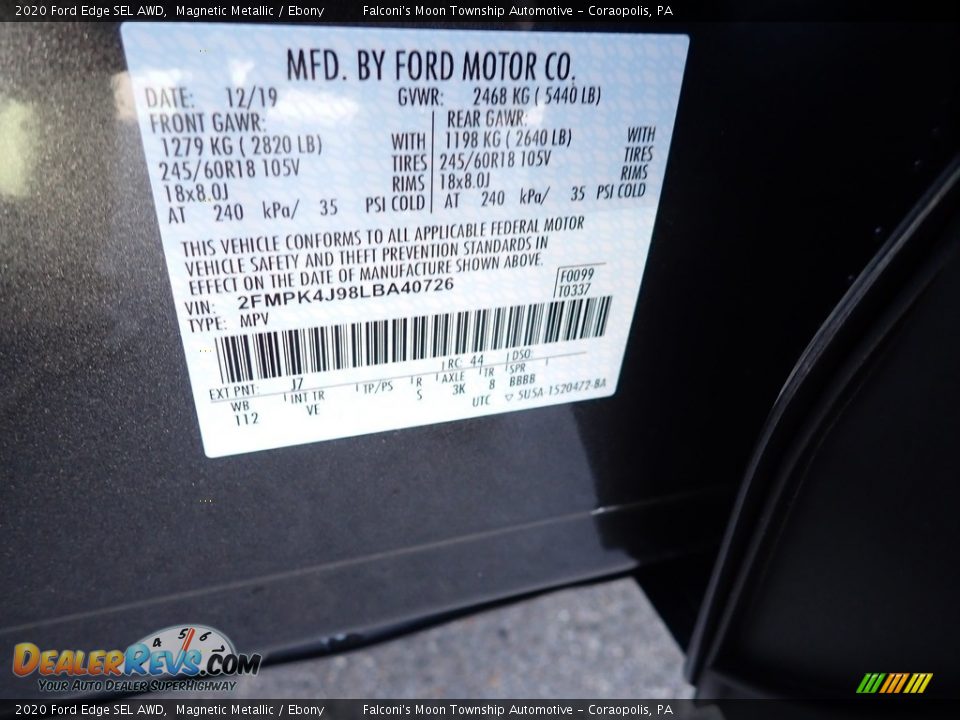 2020 Ford Edge SEL AWD, Magnetic Metallic / Ebony Falconi's Moon Township Automotive - Coraopolis, PA
MFD. BY FORD MOTOR CO.
DATE: 12/19 GVWR: 2468 KG ( 5440 LB)
FRONT GAWR: REAR GAWR:
1279 KG ( 2820 LB) WITH 1198 KG ( 2640 LB) WITH
245/60R18 105V TIRES 245/60R18 105V TIRES
18x8.0J RIMS 18x8.0J RIMS
AT 240 kPa/ 35 PSI COLD AT 240 kPa/ 35 PSI COLD
THIS VEHICLE CONFORMS TO ALL APPLICABLE FEDERAL MOTOR
VEHICLE SAFETY AND THEFT PREVENTION STANDARDS IN
EFFECT ON THE DATE OF MANUFACTURE SHOWN ABOVE.
VIN: 2FMPK4J98LBA40726 F0099
TYPE: MPV T0337
EXT PNT: J7 RC: 44 DSO:
WB INT TR TP/PS R AXLE TR SPR
112 VE S 3K 8 BBBB
UTC ▽ 5U5A-1520472-BA
DEALERREVS.COM
4 5 6
YOUR AUTO DEALER SUPERHIGHWAY
2020 Ford Edge SEL AWD, Magnetic Metallic / Ebony Falconi's Moon Township Automotive - Coraopolis, PA